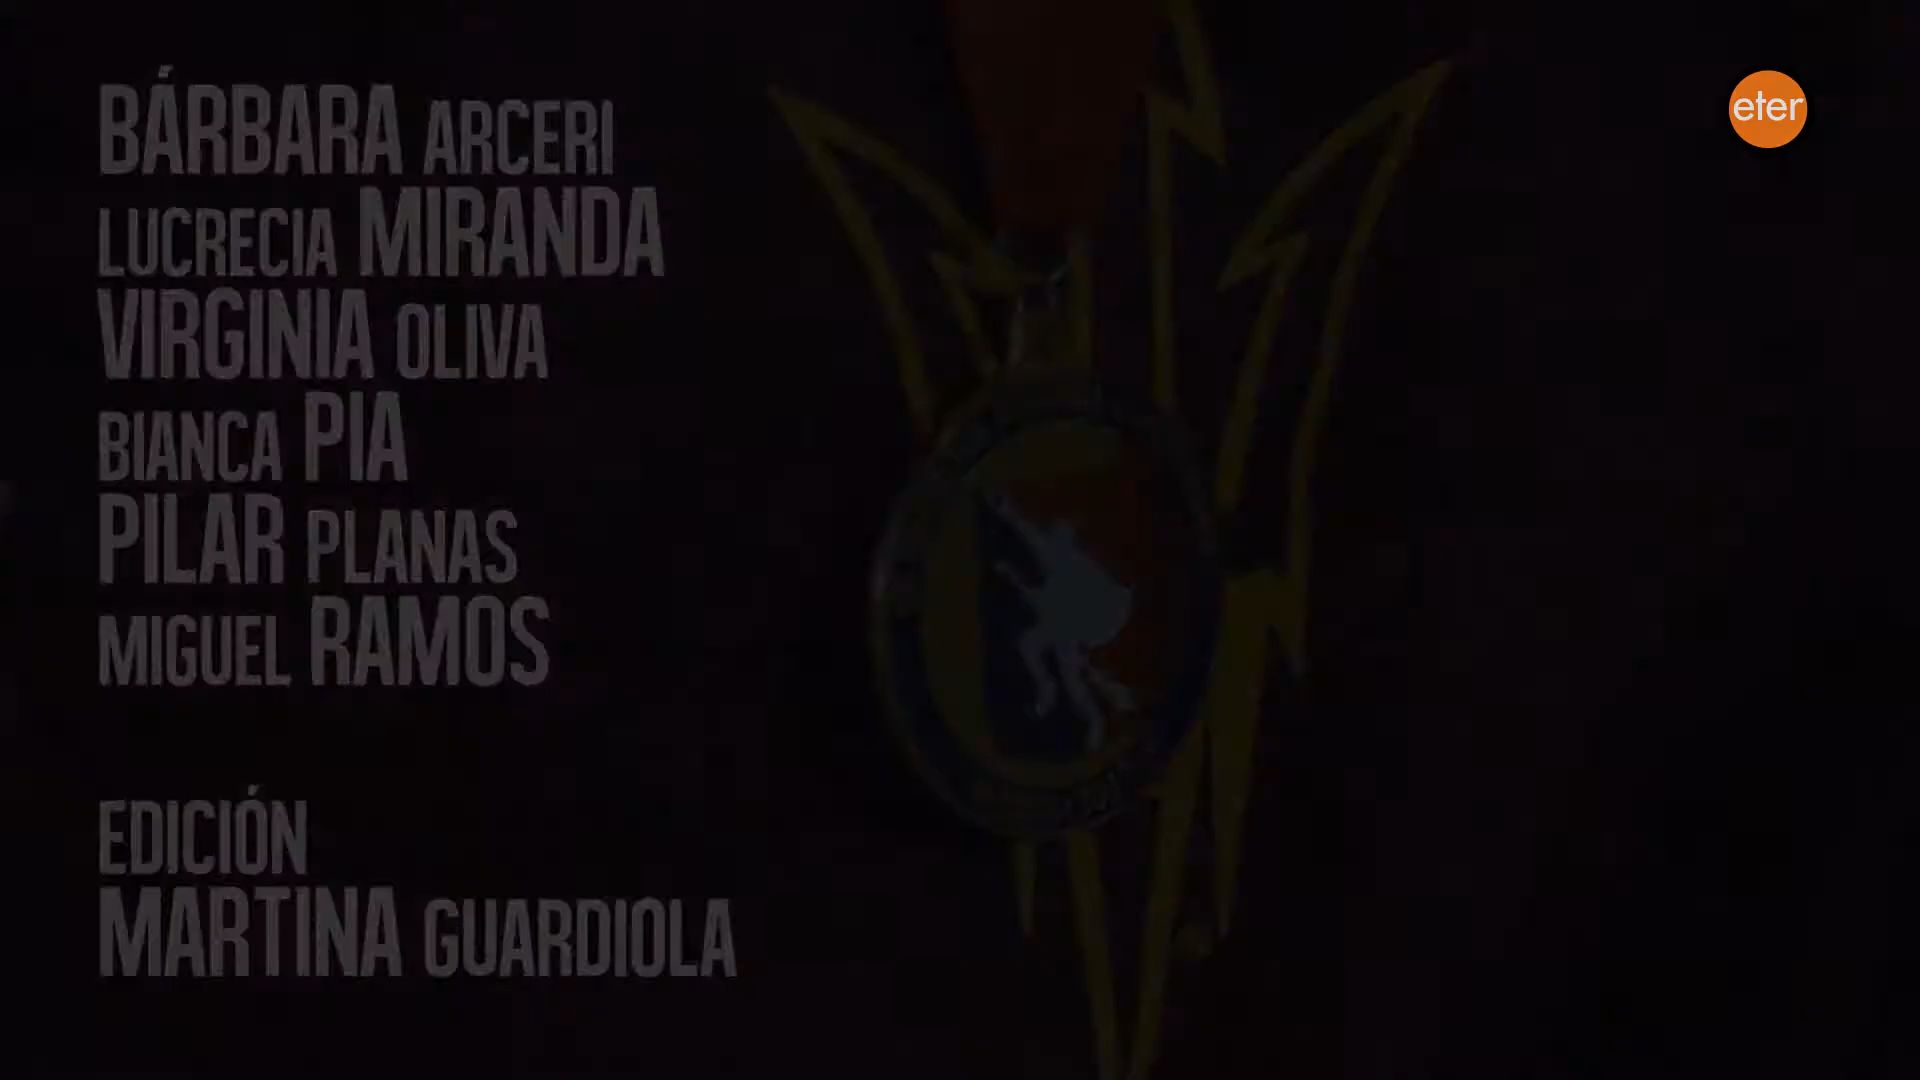 BÁRBARA ARCERI
LUCRECIA MIRANDA
VIRGINIA OLIVA
BIANCA PIA
PILAR PLANAS
MIGUEL RAMOS
EDICIÓN
MARTINA GUARDIOLA
eter